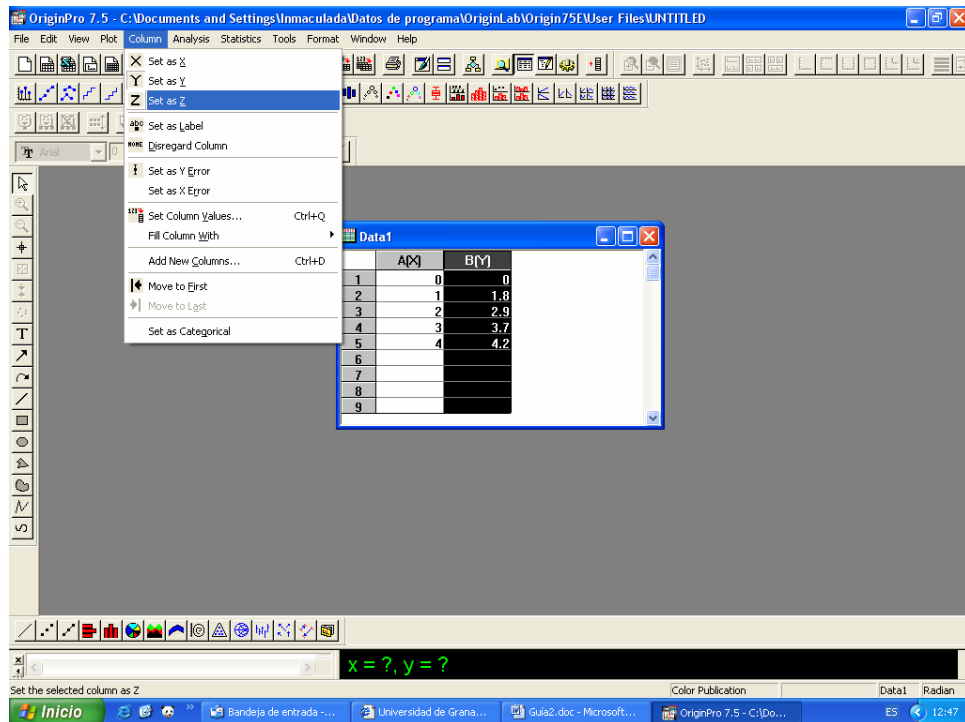 OriginPro 7.5 - C:\Documents and Settings\Inmaculada\Datos de programa\OriginLab\Origin75E\User Files\UNTITLED
File Edit View Plot Column Analysis Statistics Tools Format Window Help
X Set as X
Y Set as Y
Z Set as Z
abc Set as Label
NONE Disregard Column
Set as Y Error
Set as X Error
123 Set Column Values... Ctrl+Q
Fill Column With
Add New Columns... Ctrl+D
Move to First
Move to Last
Set as Categorical
Arial 0
T
Data1
A(X) B(Y)
1 0 0
2 1 1.8
3 2 2.9
4 3 3.7
5 4 4.2
6
7
8
9
x = ?, y = ?
Set the selected column as Z Color Publication Data1 Radian
Inicio Bandeja de entrada -... Universidad de Grana... Guía2.doc - Microsoft... OriginPro 7.5 - C:\Do... ES 12:47